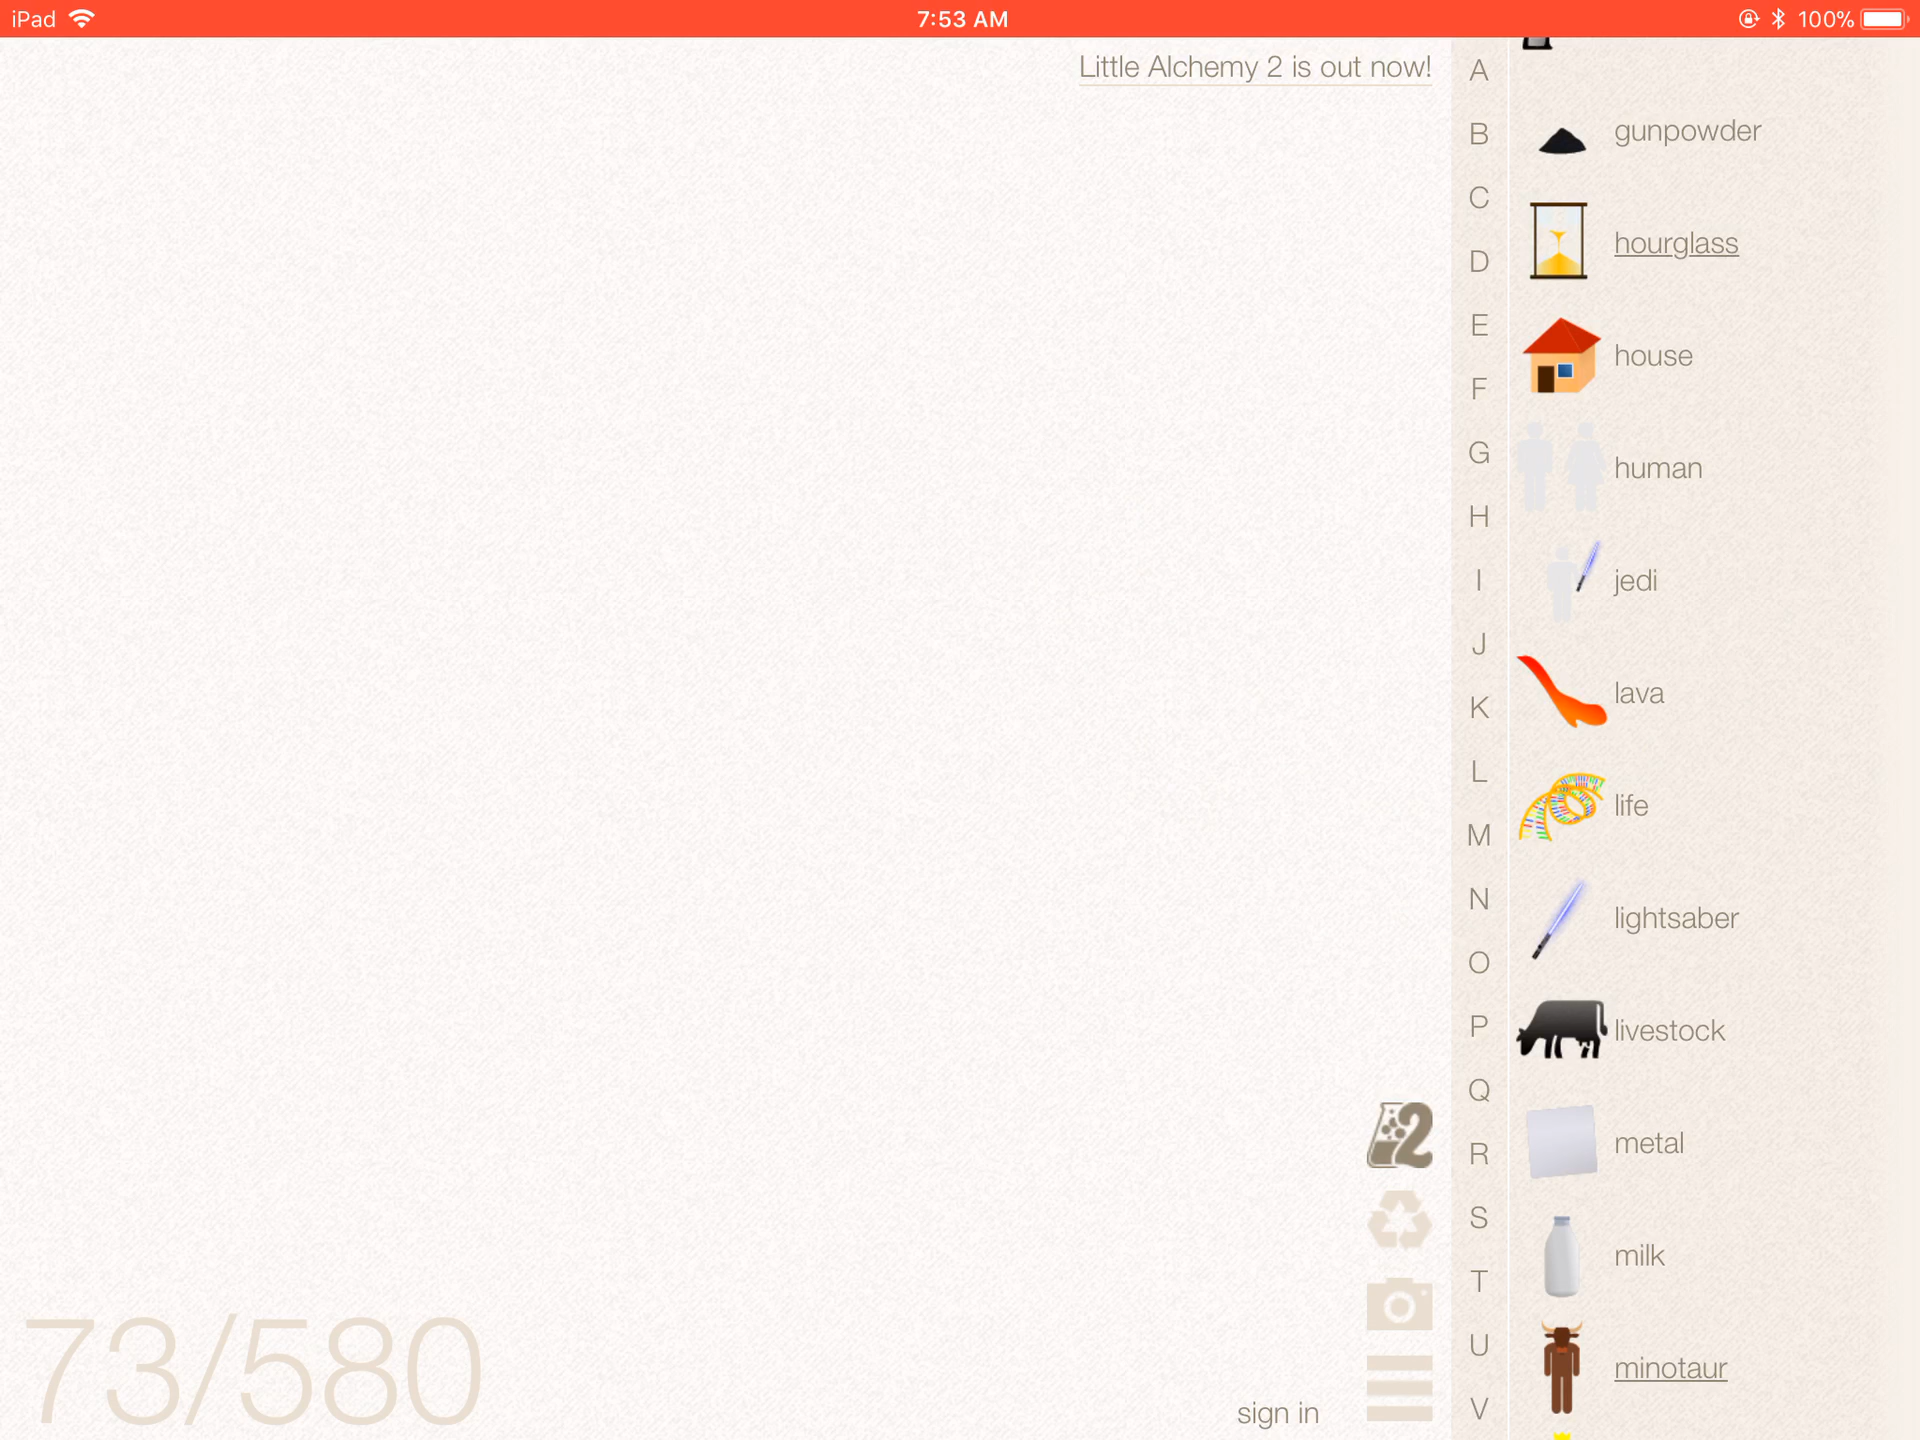 iPad 7:53 AM 100%
Little Alchemy 2 is out now!
A
B
C
D
E
F
G
H
I
J
K
L
M
N
O
P
Q
R
S
T
U
V
gunpowder
hourglass
house
human
jedi
lava
life
lightsaber
livestock
metal
milk
minotaur
2
73/580
sign in